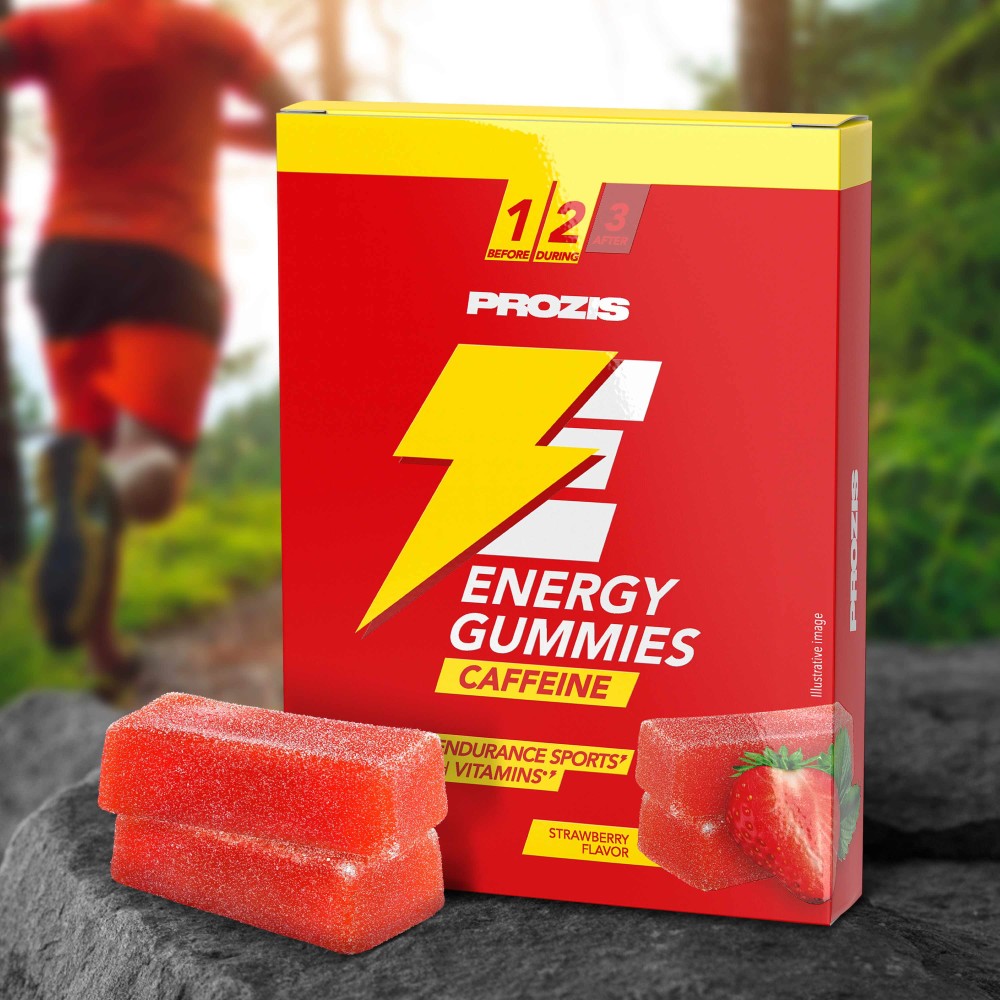 1 2 3
BEFORE DURING AFTER
PROZIS
E
ENERGY
GUMMIES
CAFFEINE
ENDURANCE SPORTS
VITAMINS
STRAWBERRY
FLAVOR
Illustrative image
PROZIS